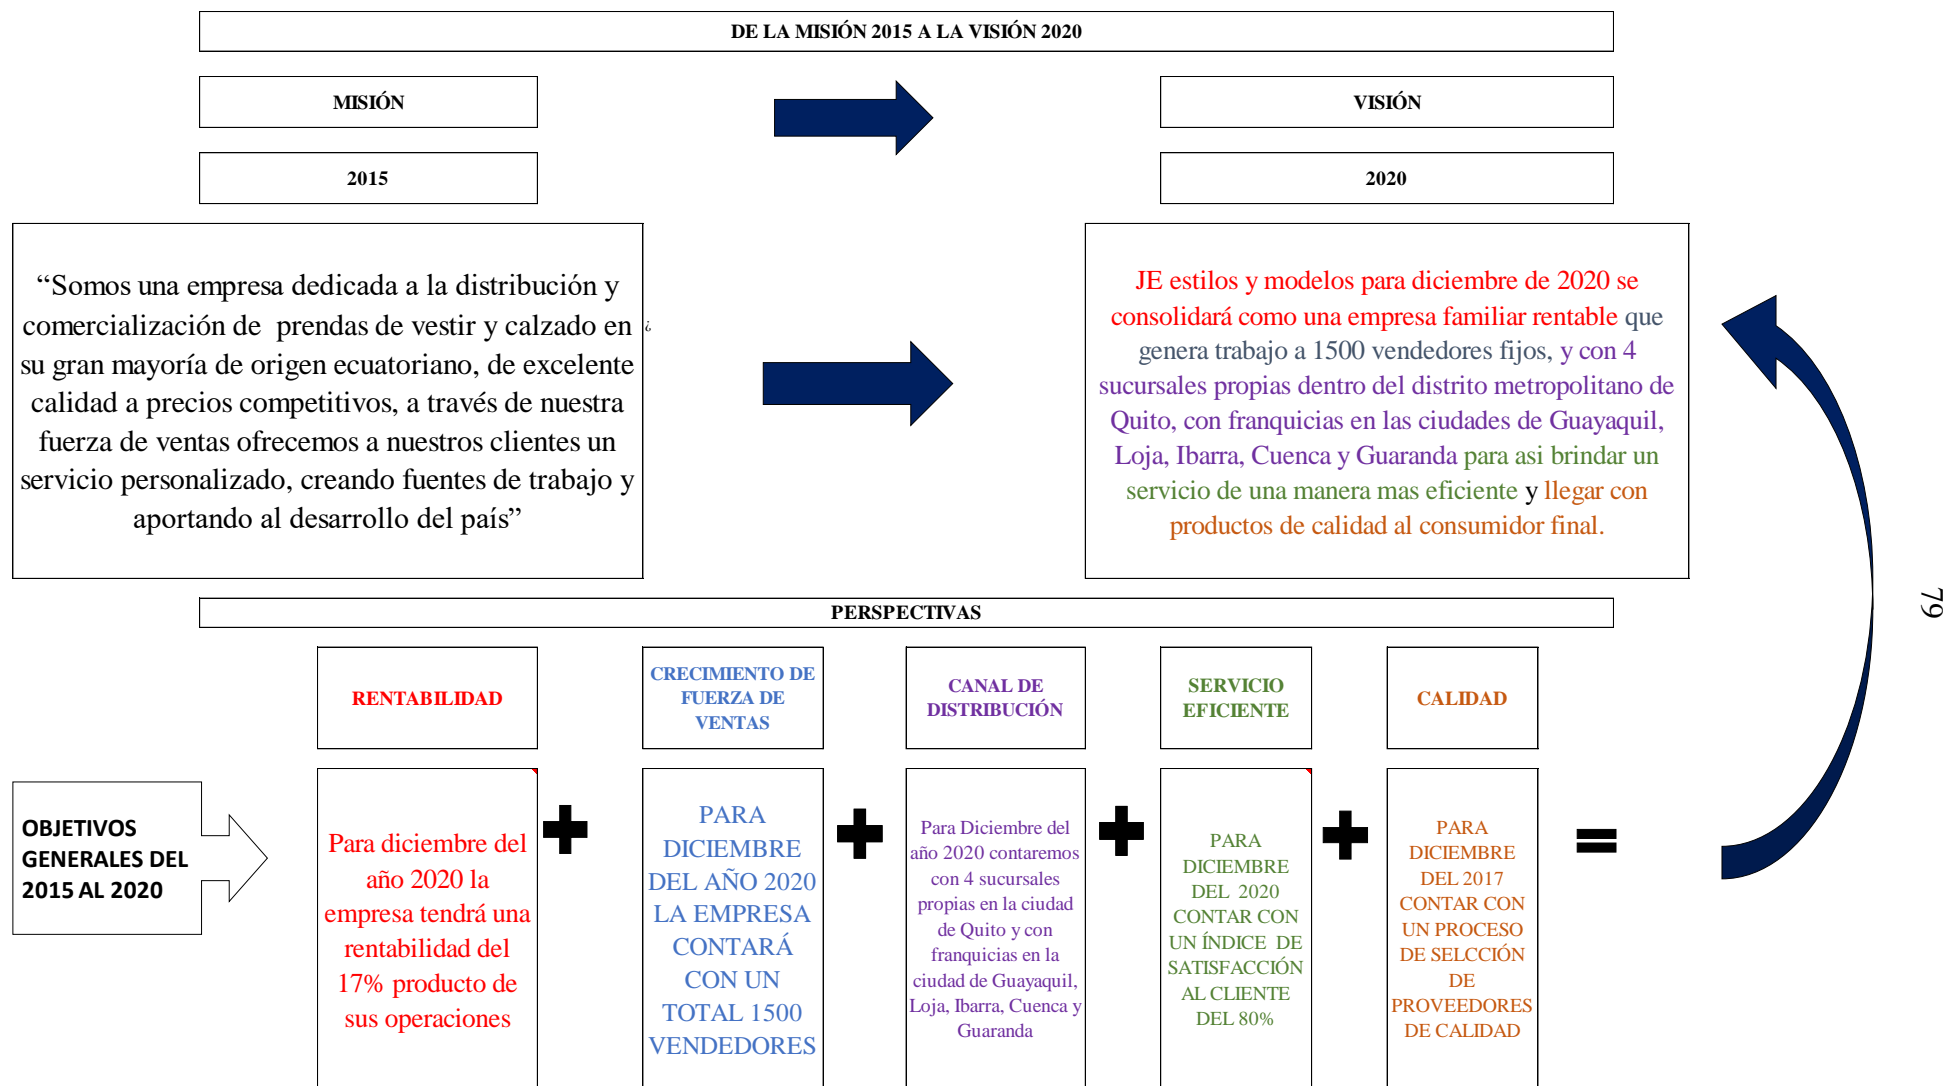 DE LA MISIÓN 2015 A LA VISIÓN 2020
MISIÓN
VISIÓN
2015
2020
“Somos una empresa dedicada a la distribución y
comercialización de prendas de vestir y calzado en
su gran mayoría de origen ecuatoriano, de excelente
calidad a precios competitivos, a través de nuestra
fuerza de ventas ofrecemos a nuestros clientes un
servicio personalizado, creando fuentes de trabajo y
aportando al desarrollo del país”
¿
JE estilos y modelos para diciembre de 2020 se
consolidará como una empresa familiar rentable que
genera trabajo a 1500 vendedores fijos, y con 4
sucursales propias dentro del distrito metropolitano de
Quito, con franquicias en las ciudades de Guayaquil,
Loja, Ibarra, Cuenca y Guaranda para asi brindar un
servicio de una manera mas eficiente y llegar con
productos de calidad al consumidor final.
79
PERSPECTIVAS
RENTABILIDAD
CRECIMIENTO DE
FUERZA DE
VENTAS
CANAL DE
DISTRIBUCIÓN
SERVICIO
EFICIENTE
CALIDAD
OBJETIVOS
GENERALES DEL
2015 AL 2020
Para diciembre del
año 2020 la
empresa tendrá una
rentabilidad del
17% producto de
sus operaciones
PARA
DICIEMBRE
DEL AÑO 2020
LA EMPRESA
CONTARÁ
CON UN
TOTAL 1500
VENDEDORES
Para Diciembre del
año 2020 contaremos
con 4 sucursales
propias en la ciudad
de Quito y con
franquicias en la
ciudad de Guayaquil,
Loja, Ibarra, Cuenca y
Guaranda
PARA
DICIEMBRE
DEL 2020
CONTAR CON
UN ÍNDICE DE
SATISFACCIÓN
AL CLIENTE
DEL 80%
PARA
DICIEMBRE
DEL 2017
CONTAR CON
UN PROCESO
DE SELCCIÓN
DE
PROVEEDORES
DE CALIDAD